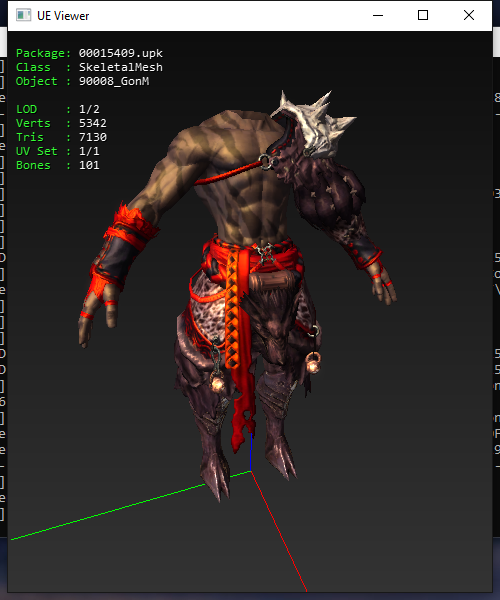 UE Viewer
Package: 00015409.upk
Class : SkeletalMesh
Object : 90008_GonM
LOD : 1/2
Verts : 5342
Tris : 7130
UV Set : 1/1
Bones : 101